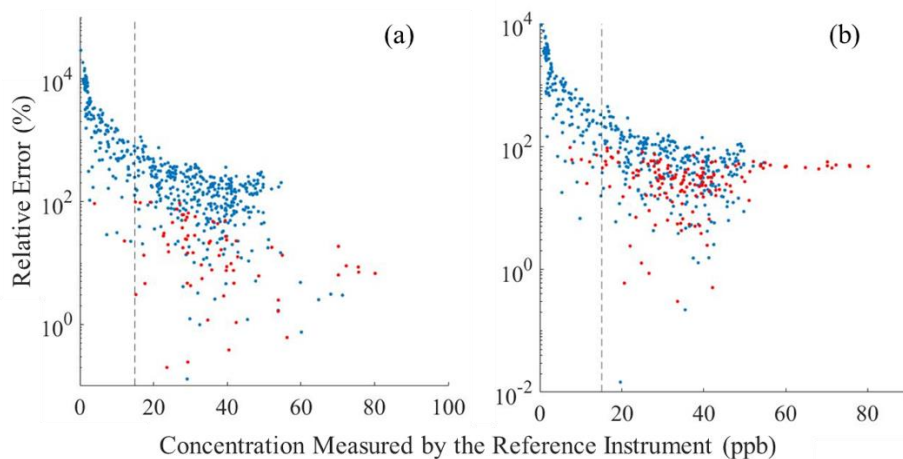 (a)
(b)
Relative Error (%)
10^4
10^2
10^0
0 20 40 60 80 100
10^4
10^2
10^0
10^-2
0 20 40 60 80
Concentration Measured by the Reference Instrument (ppb)